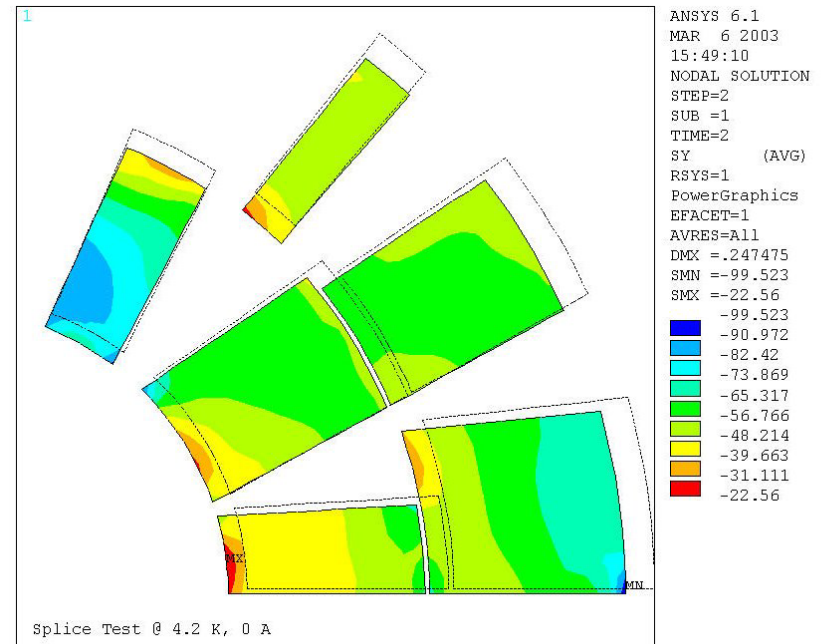 1
ANSYS 6.1
MAR  6 2003
15:49:10
NODAL SOLUTION
STEP=2
SUB =1
TIME=2
SY       (AVG)
RSYS=1
PowerGraphics
EFACET=1
AVRES=All
DMX =.247475
SMN =-99.523
SMX =-22.56
-99.523
-90.972
-82.42
-73.869
-65.317
-56.766
-48.214
-39.663
-31.111
-22.56
MX
MN
Splice Test @ 4.2 K, 0 A